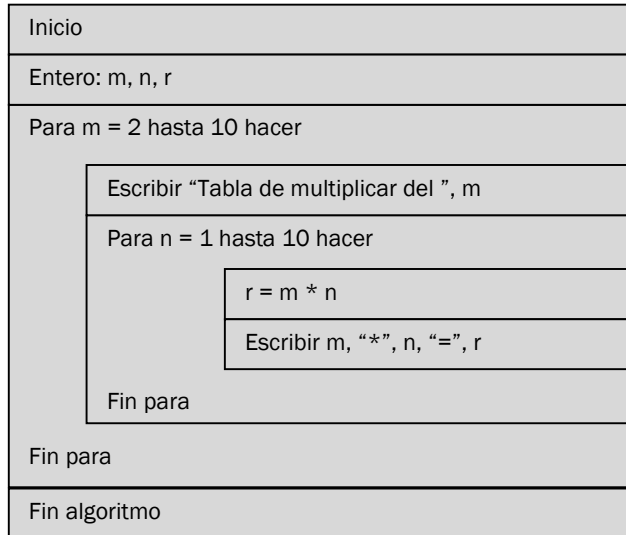 Inicio
Entero: m, n, r
Para m = 2 hasta 10 hacer
Escribir “Tabla de multiplicar del ”, m
Para n = 1 hasta 10 hacer
r = m * n
Escribir m, “*”, n, “=”, r
Fin para
Fin para
Fin algoritmo